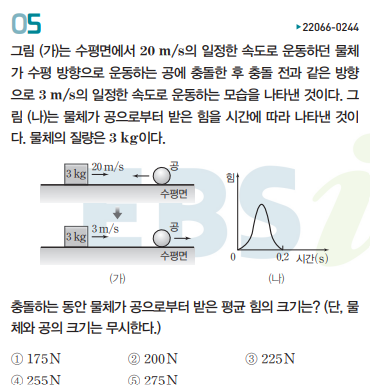 05
▶22066-0244
그림 (가)는 수평면에서 20 m/s의 일정한 속도로 운동하던 물체
가 수평 방향으로 운동하는 공에 충돌한 후 충돌 전과 같은 방향
으로 3 m/s의 일정한 속도로 운동하는 모습을 나타낸 것이다. 그
림 (나)는 물체가 공으로부터 받은 힘을 시간에 따라 나타낸 것이
다. 물체의 질량은 3 kg이다.
3 kg 20 m/s 공
수평면
3 kg 3 m/s 공
수평면
(가)
힘
0 0.2 시간(s)
(나)
EBSi
충돌하는 동안 물체가 공으로부터 받은 평균 힘의 크기는? (단, 물
체와 공의 크기는 무시한다.)
① 175 N ② 200 N ③ 225 N
④ 255 N ⑤ 275 N